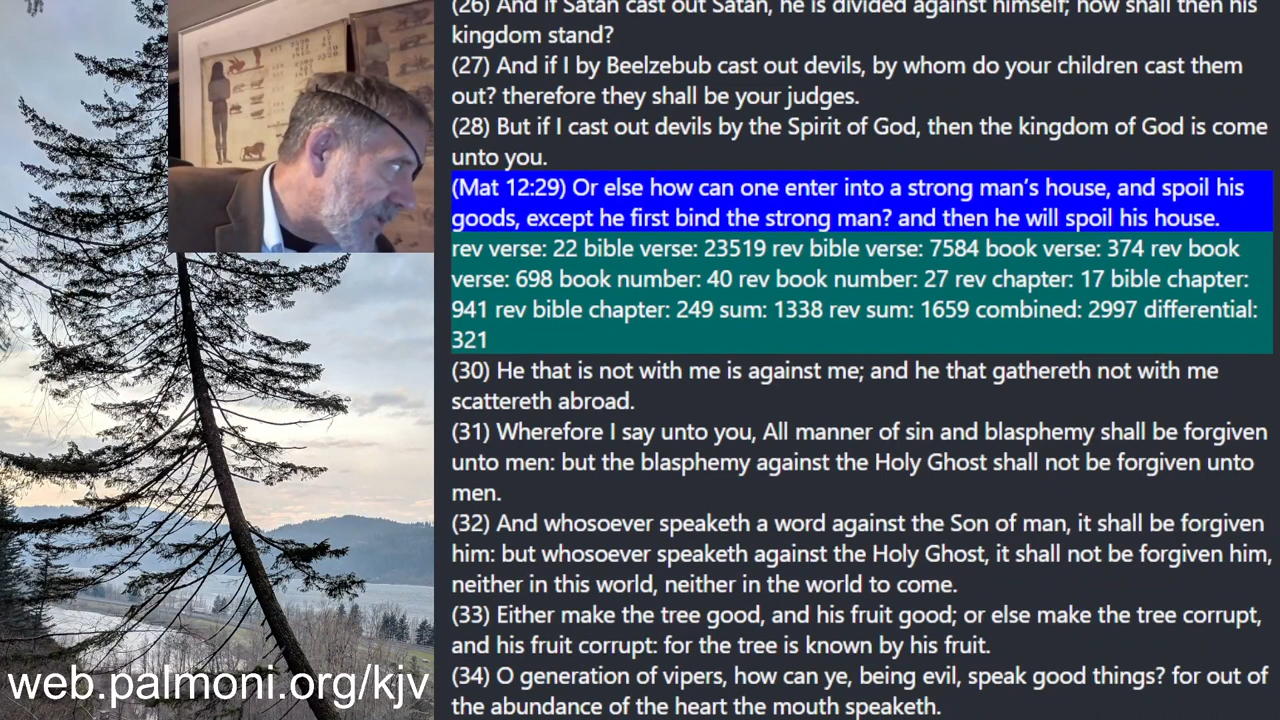 (26) And if Satan cast out Satan, he is divided against himself; how shall then his
kingdom stand?
(27) And if I by Beelzebub cast out devils, by whom do your children cast them
out? therefore they shall be your judges.
(28) But if I cast out devils by the Spirit of God, then the kingdom of God is come
unto you.
(Mat 12:29) Or else how can one enter into a strong man’s house, and spoil his
goods, except he first bind the strong man? and then he will spoil his house.
rev verse: 22 bible verse: 23519 rev bible verse: 7584 book verse: 374 rev book
verse: 698 book number: 40 rev book number: 27 rev chapter: 17 bible chapter:
941 rev bible chapter: 249 sum: 1338 rev sum: 1659 combined: 2997 differential:
321
(30) He that is not with me is against me; and he that gathereth not with me
scattereth abroad.
(31) Wherefore I say unto you, All manner of sin and blasphemy shall be forgiven
unto men: but the blasphemy against the Holy Ghost shall not be forgiven unto
men.
(32) And whosoever speaketh a word against the Son of man, it shall be forgiven
him: but whosoever speaketh against the Holy Ghost, it shall not be forgiven him,
neither in this world, neither in the world to come.
(33) Either make the tree good, and his fruit good; or else make the tree corrupt,
and his fruit corrupt: for the tree is known by his fruit.
(34) O generation of vipers, how can ye, being evil, speak good things? for out of
the abundance of the heart the mouth speaketh.
web.palmoni.org/kjv